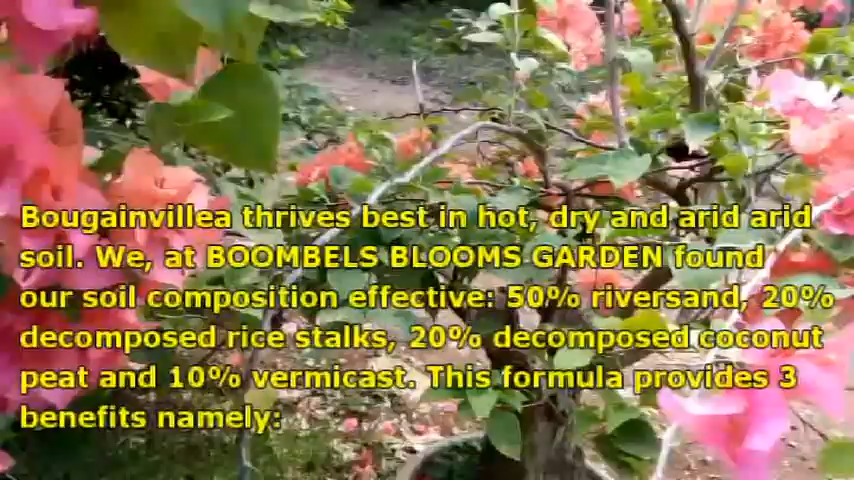 Bougainvillea thrives best in hot, dry and arid arid
soil. We, at BOOMBELS BLOOMS GARDEN found
our soil composition effective: 50% riversand, 20%
decomposed rice stalks, 20% decomposed coconut
peat and 10% vermicast. This formula provides 3
benefits namely: